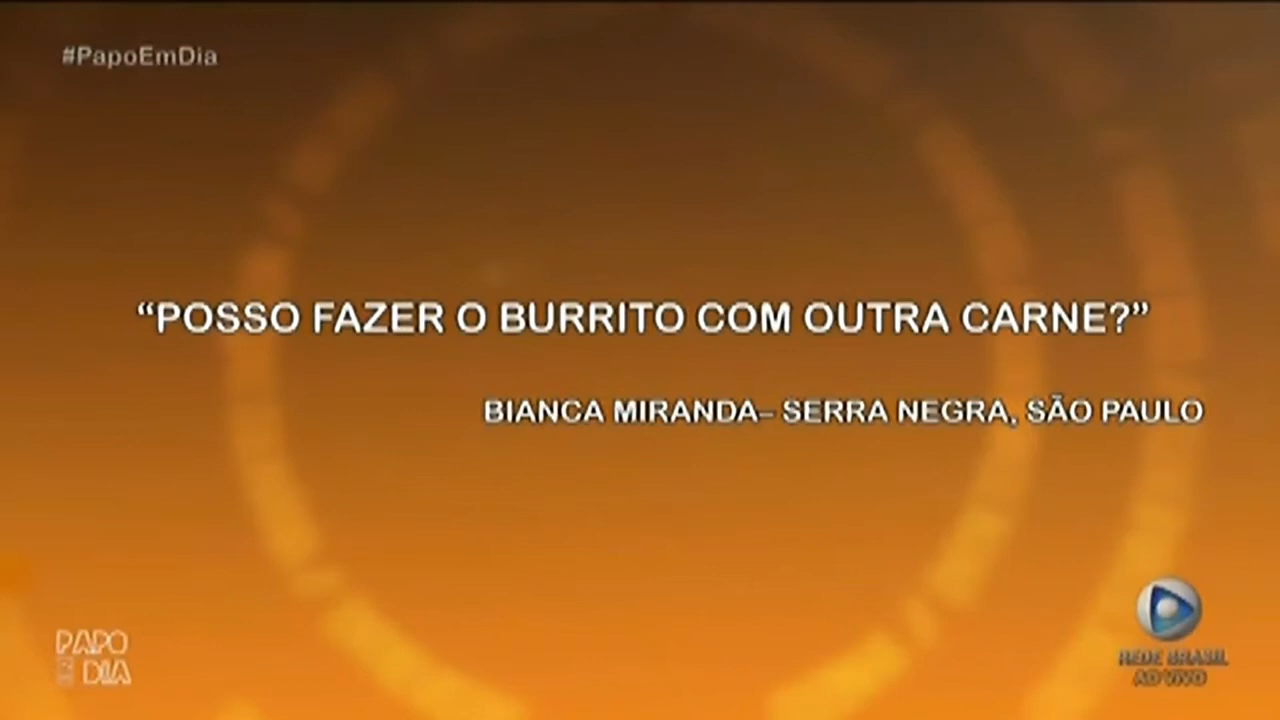 #PapoEmDia
“POSSO FAZER O BURRITO COM OUTRA CARNE?”
BIANCA MIRANDA– SERRA NEGRA, SÃO PAULO
PAPO
EM DIA
REDE BRASIL
AO VIVO